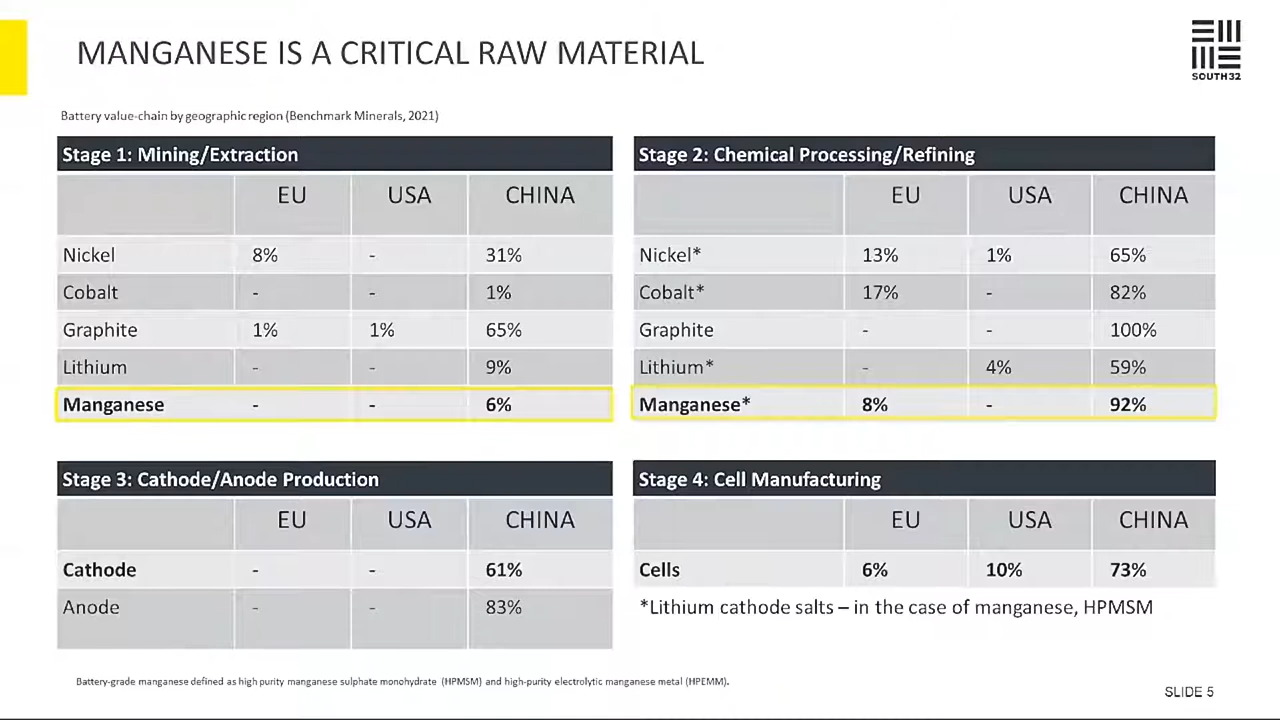 MANGANESE IS A CRITICAL RAW MATERIAL
SOUTH32
Battery value-chain by geographic region (Benchmark Minerals, 2021)
Stage 1: Mining/Extraction
EU USA CHINA
Nickel 8% - 31%
Cobalt - - 1%
Graphite 1% 1% 65%
Lithium - - 9%
Manganese - - 6%
Stage 2: Chemical Processing/Refining
EU USA CHINA
Nickel* 13% 1% 65%
Cobalt* 17% - 82%
Graphite - - 100%
Lithium* - 4% 59%
Manganese* 8% - 92%
Stage 3: Cathode/Anode Production
EU USA CHINA
Cathode - - 61%
Anode - - 83%
Stage 4: Cell Manufacturing
EU USA CHINA
Cells 6% 10% 73%
*Lithium cathode salts – in the case of manganese, HPMSM
Battery-grade manganese defined as high purity manganese sulphate monohydrate (HPMSM) and high-purity electrolytic manganese metal (HPEMM).
SLIDE 5